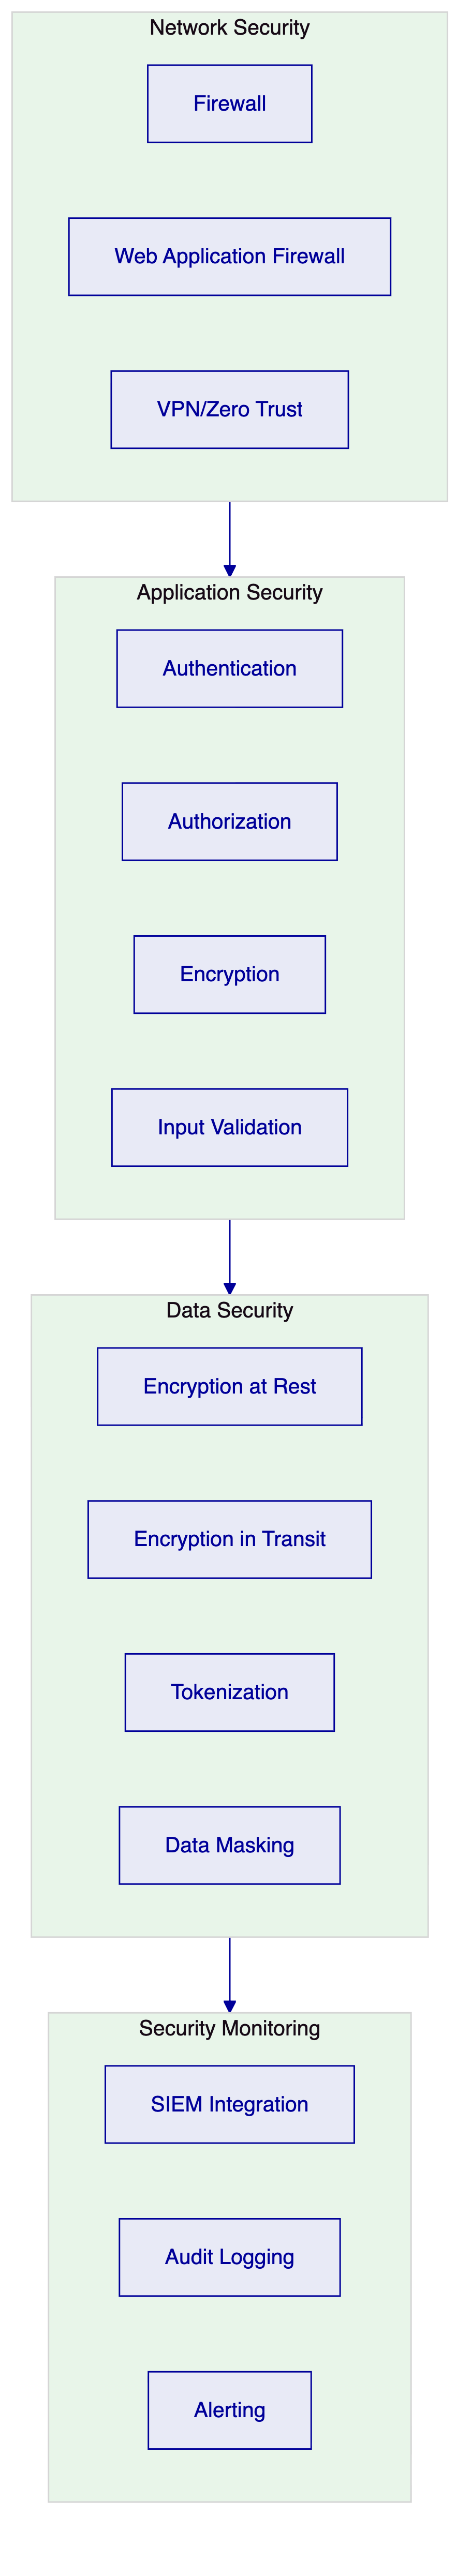 Network Security
Firewall
Web Application Firewall
VPN/Zero Trust
Application Security
Authentication
Authorization
Encryption
Input Validation
Data Security
Encryption at Rest
Encryption in Transit
Tokenization
Data Masking
Security Monitoring
SIEM Integration
Audit Logging
Alerting